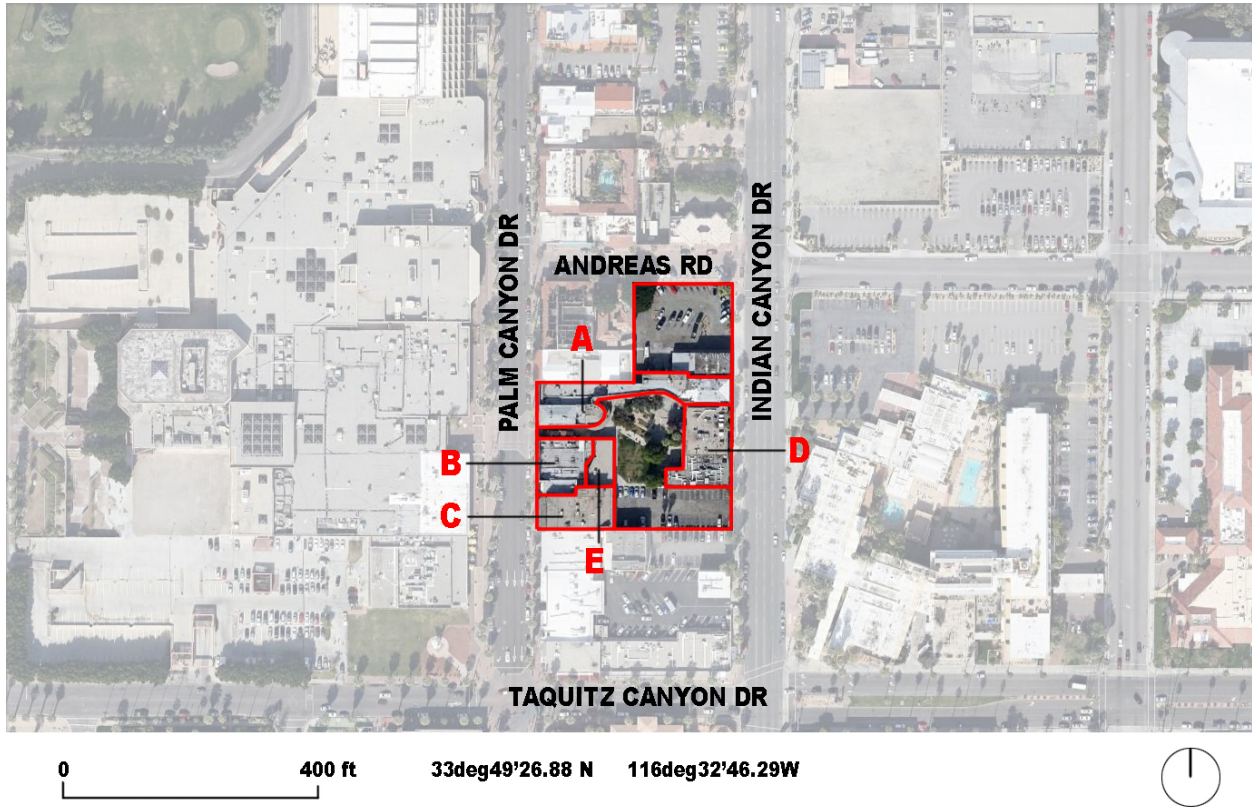 ANDREAS RD
PALM CANYON DR
INDIAN CANYON DR
A
B
C
D
E
TAQUITZ CANYON DR
0 400 ft 33deg49'26.88 N 116deg32'46.29W